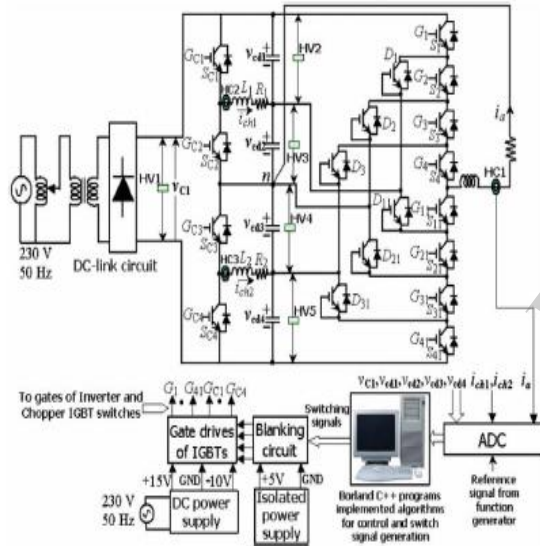 G1
S1
HV2
GC1
SC1
vcd1
D1
G2
S2
HC2
L1
R1
ich1
D2
G3
S3
ia
HV1
vC1
GC2
SC2
vcd2
HV3
D3
G4
S4
HC1
n
D11
G11
S11
HV4
GC3
SC3
vcd3
D21
G21
S21
HC3
L2
R2
ich2
230 V
50 Hz
DC-link circuit
D31
G31
S31
GC4
SC4
vcd4
HV5
G41
S41
To gates of Inverter and
Chopper IGBT switches
G1 . G41 GC1 . GC4
vC1,vcd1,vcd2,vcd3,vcd4
ich1,
ich2
ia
Switching
signals
Gate drives
of IGBTs
Blanking
circuit
ADC
+15V GND -10V
+5V GND
230 V
50 Hz
DC power
supply
Isolated
power
supply
Borland C++ programs
implemented algorithms
for control and switch
signal generation
Reference
signal from
function
generator